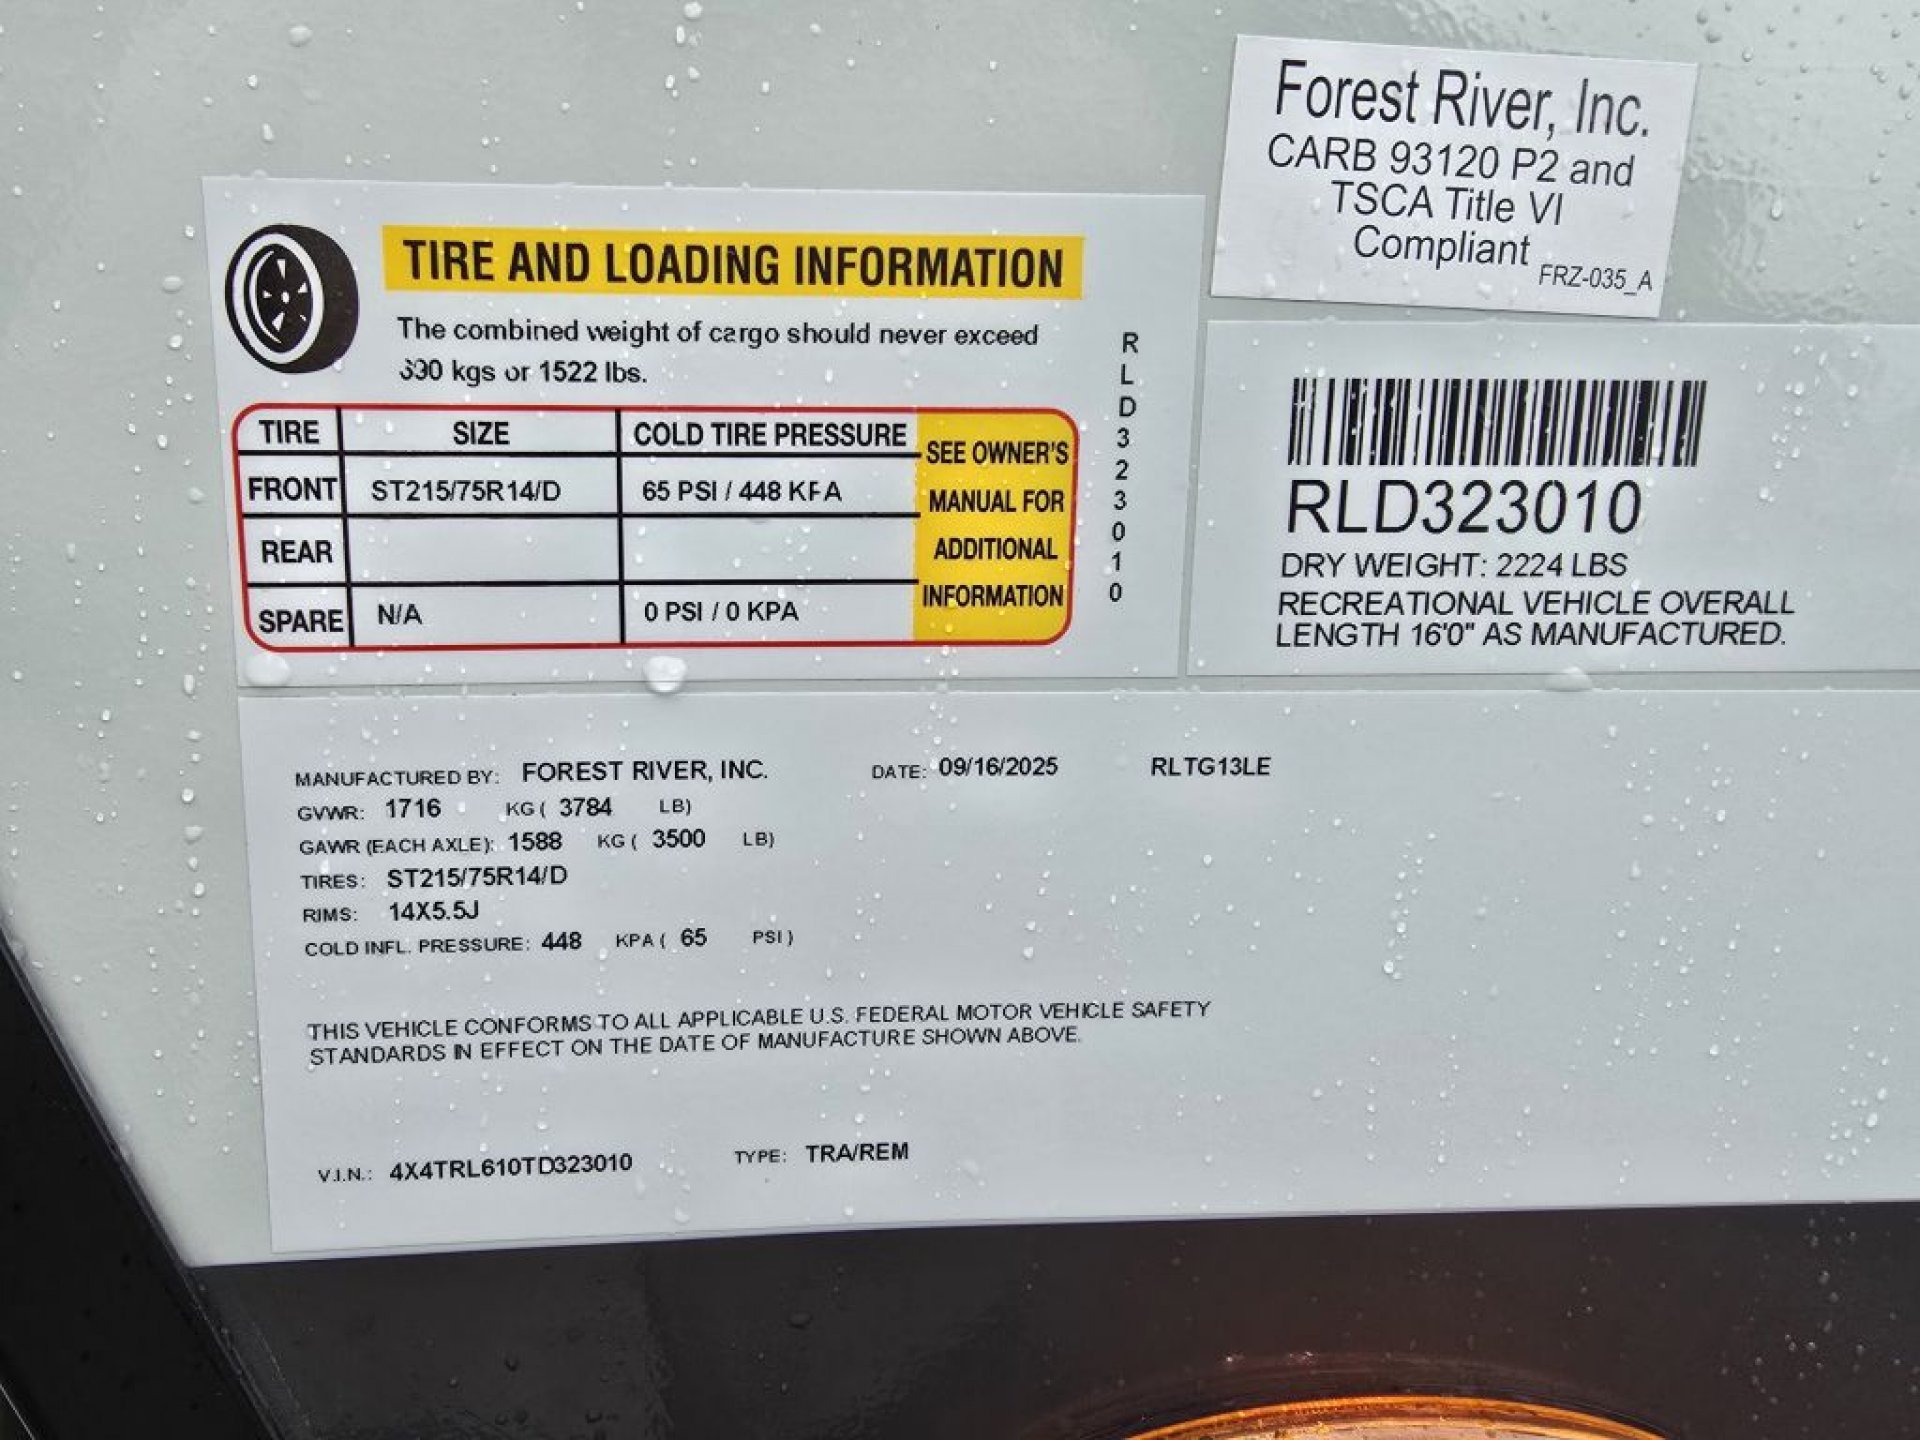 Forest River, Inc.
CARB 93120 P2 and
TSCA Title VI
Compliant
FRZ-035_A
TIRE AND LOADING INFORMATION
The combined weight of cargo should never exceed
690 kgs or 1522 lbs.
TIRE SIZE COLD TIRE PRESSURE
FRONT ST215/75R14/D 65 PSI / 448 KPA
REAR
SPARE N/A 0 PSI / 0 KPA
SEE OWNER'S
MANUAL FOR
ADDITIONAL
INFORMATION
RLD323010
RLD323010
DRY WEIGHT: 2224 LBS
RECREATIONAL VEHICLE OVERALL
LENGTH 16'0" AS MANUFACTURED.
MANUFACTURED BY: FOREST RIVER, INC. DATE: 09/16/2025 RLTG13LE
GVWR: 1716 KG ( 3784 LB)
GAWR (EACH AXLE): 1588 KG ( 3500 LB)
TIRES: ST215/75R14/D
RIMS: 14X5.5J
COLD INFL. PRESSURE: 448 KPA ( 65 PSI )
THIS VEHICLE CONFORMS TO ALL APPLICABLE U.S. FEDERAL MOTOR VEHICLE SAFETY
STANDARDS IN EFFECT ON THE DATE OF MANUFACTURE SHOWN ABOVE.
V.I.N.: 4X4TRL610TD323010 TYPE: TRA/REM